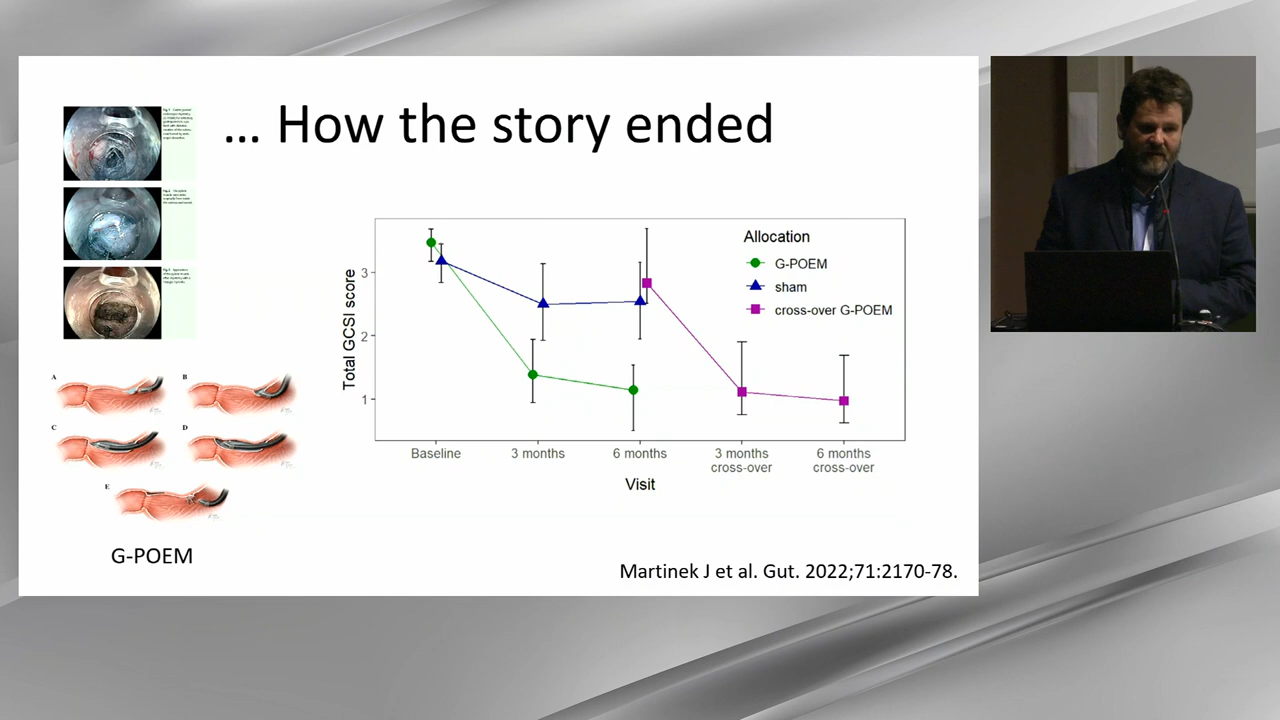 ... How the story ended
A
B
C
D
E
G-POEM
Total GCSI score
3
2
1
Allocation
G-POEM
sham
cross-over G-POEM
Baseline
3 months
6 months
3 months
cross-over
6 months
cross-over
Visit
Martinek J et al. Gut. 2022;71:2170-78.